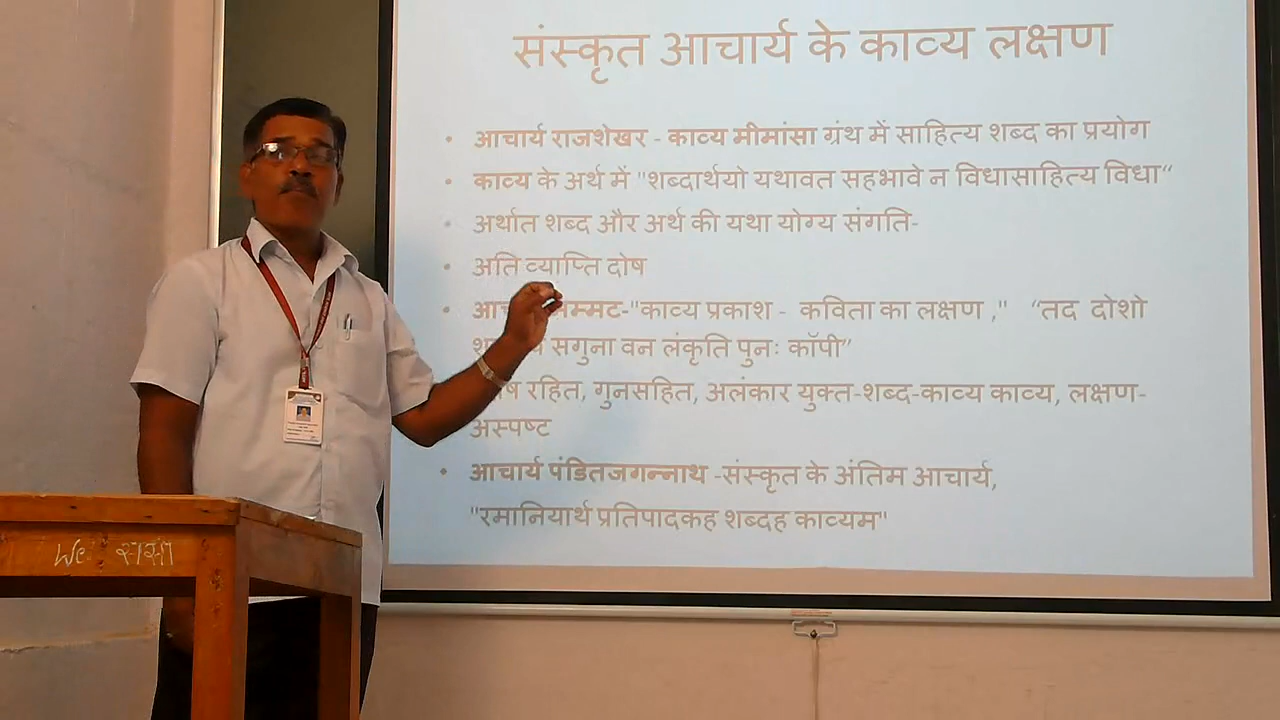 संस्कृत आचार्य के काव्य लक्षण
• आचार्य राजशेखर - काव्य मीमांसा ग्रंथ में साहित्य शब्द का प्रयोग
• काव्य के अर्थ में "शब्दार्थयो यथावत सहभावे न विधासाहित्य विधा“
• अर्थात शब्द और अर्थ की यथा योग्य संगति-
• अति व्याप्ति दोष
• मम्मट-"काव्य प्रकाश - कविता का लक्षण ," “तद दोशो
सगुना वन लंकृति पुनः कॉपी”
रहित, गुनसहित, अलंकार युक्त-शब्द-काव्य काव्य, लक्षण-
अस्पष्ट
• आचार्य पंडितजगन्नाथ -संस्कृत के अंतिम आचार्य,
"रमानियार्थ प्रतिपादकह शब्दह काव्यम"
We